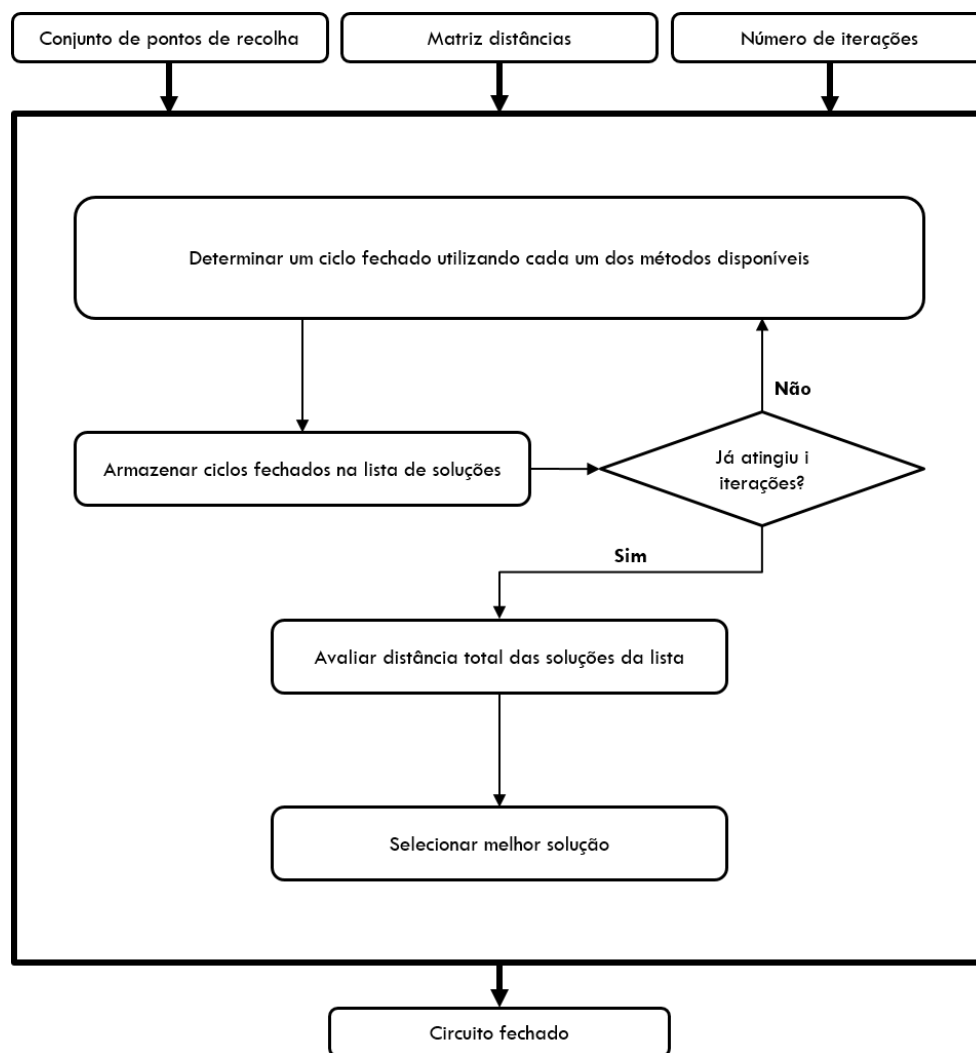 Conjunto de pontos de recolha
Matriz distâncias
Número de iterações
Determinar um ciclo fechado utilizando cada um dos métodos disponíveis
Não
Armazenar ciclos fechados na lista de soluções
Já atingiu i
iterações?
Sim
Avaliar distância total das soluções da lista
Selecionar melhor solução
Circuito fechado